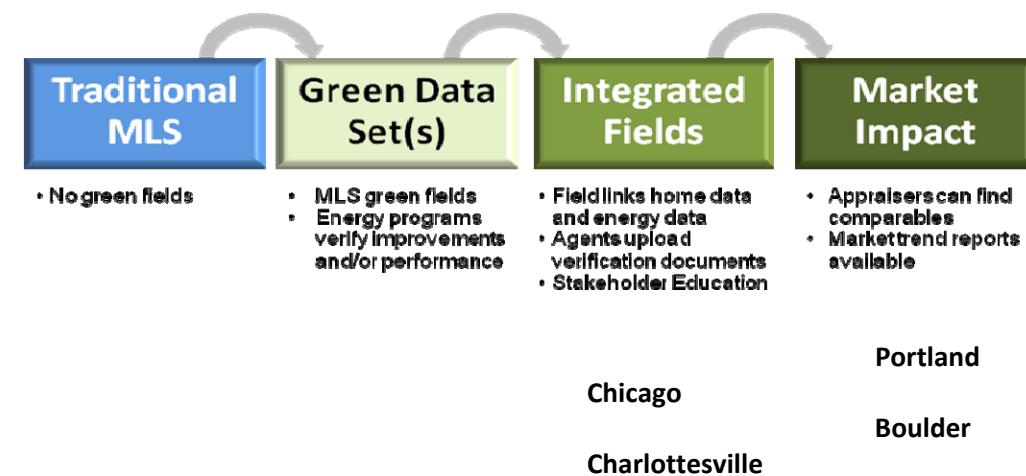 Traditional
MLS
• No green fields
Green Data
Set(s)
• MLS green fields
• Energy programs
verify improvements
and/or performance
Integrated
Fields
• Field links home data
and energy data
• Agents upload
verification documents
• Stakeholder Education
Market
Impact
• Appraisers can find
comparables
• Market trend reports
available
Portland
Chicago
Boulder
Charlottesville